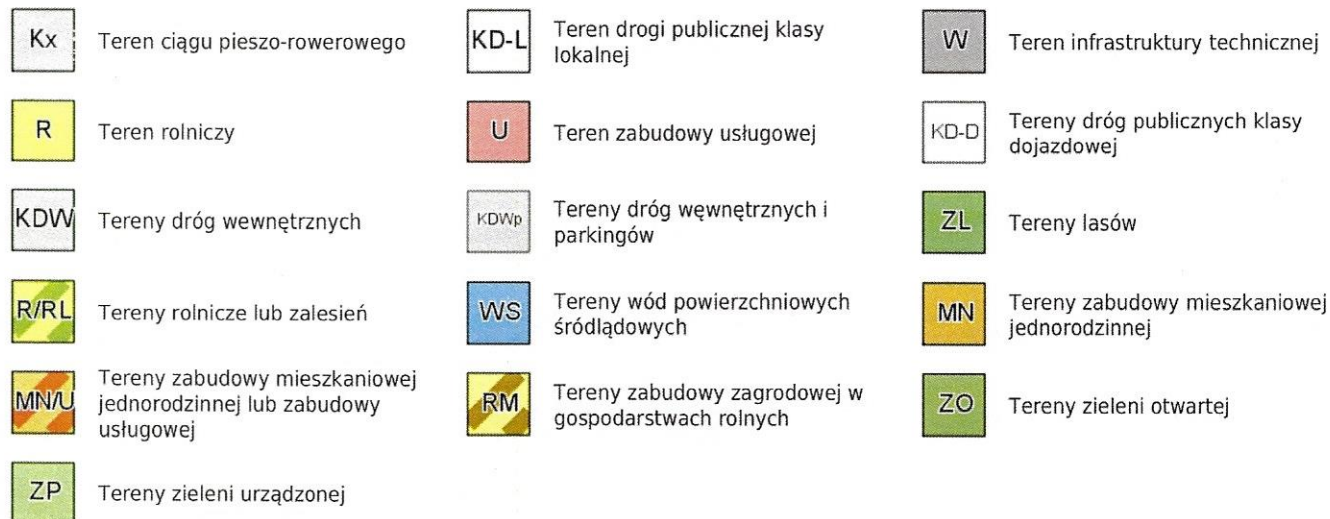 Kx
Teren ciągu pieszo-rowerowego
KD-L
Teren drogi publicznej klasy
lokalnej
W
Teren infrastruktury technicznej
R
Teren rolniczy
U
Teren zabudowy usługowej
KD-D
Tereny dróg publicznych klasy
dojazdowej
KDW
Tereny dróg wewnętrznych
KDWp
Tereny dróg węwnętrznych i
parkingów
ZL
Tereny lasów
R/RL
Tereny rolnicze lub zalesień
WS
Tereny wód powierzchniowych
śródlądowych
MN
Tereny zabudowy mieszkaniowej
jednorodzinnej
MN/U
Tereny zabudowy mieszkaniowej
jednorodzinnej lub zabudowy
usługowej
RM
Tereny zabudowy zagrodowej w
gospodarstwach rolnych
ZO
Tereny zieleni otwartej
ZP
Tereny zieleni urządzonej